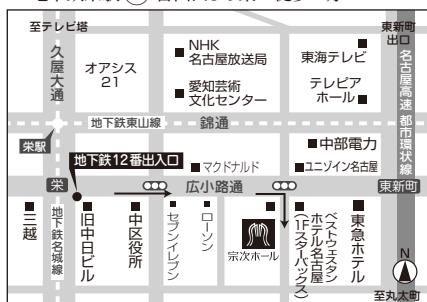 至テレビ塔
東新町
出口
久屋大通
オアシス
21
NHK
名古屋放送局
愛知芸術
文化センター
東海テレビ
テレピア
ホール
名古屋高速 都市環状線
地下鉄東山線
錦通
栄駅
地下鉄12番出入口
中部電力
マクドナルド
ユニゾイン名古屋
栄
広小路通
東新町
三越
地下鉄名城線
旧中日ビル
中区役所
セブンイレブン
ローソン
宗次ホール
ベストウェスタン
ホテル名古屋
(1Fスターバックス)
東急ホテル
N
至丸太町